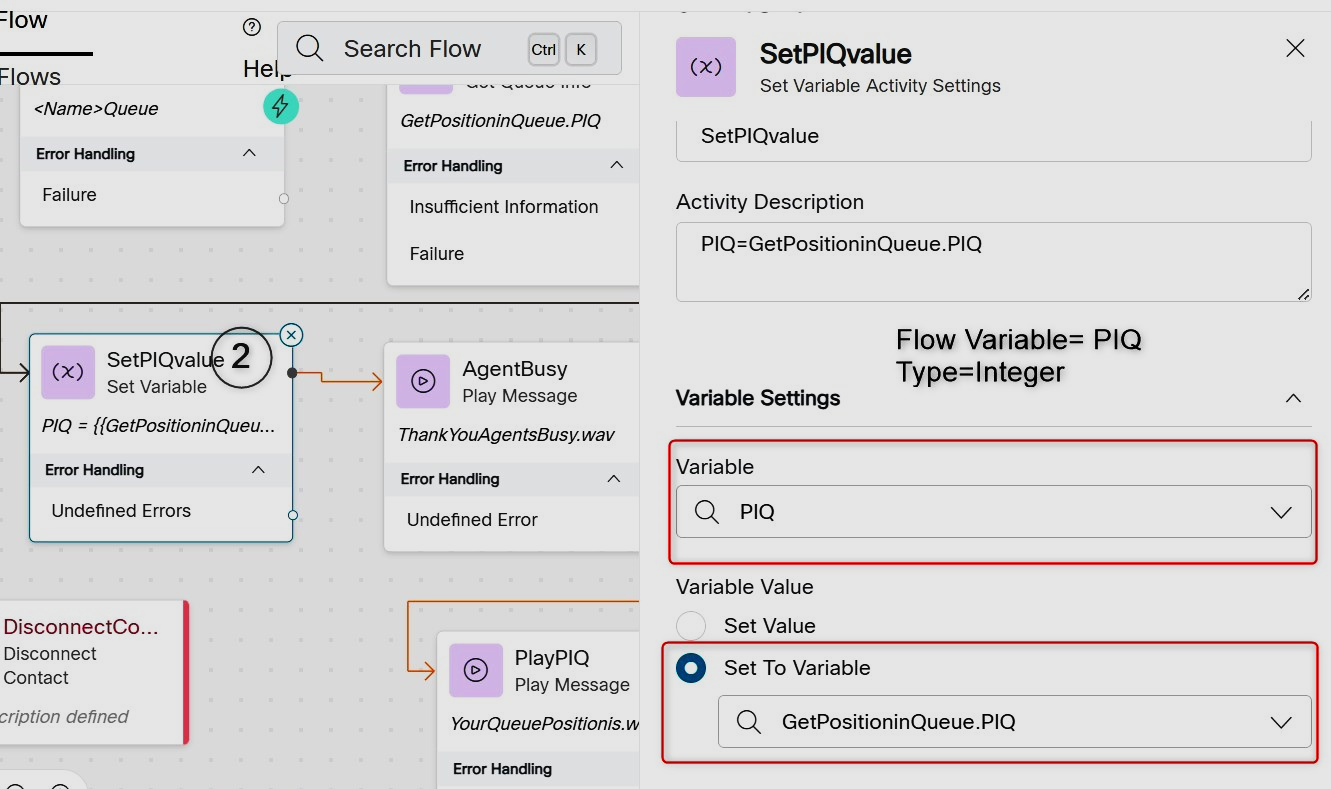 Flow
Flows
Help
Search Flow
Ctrl
K
<Name>Queue
Error Handling
Failure
Get Queue Info
GetPositioninQueue.PIQ
Error Handling
Insufficient Information
Failure
SetPIQvalue
Set Variable
2
PIQ = {{GetPositioninQueu...
Error Handling
Undefined Errors
AgentBusy
Play Message
ThankYouAgentsBusy.wav
Error Handling
Undefined Error
DisconnectCo...
Disconnect
Contact
cription defined
PlayPIQ
Play Message
YourQueuePositionis.w
Error Handling
(x)
SetPIQvalue
Set Variable Activity Settings
SetPIQvalue
Activity Description
PIQ=GetPositioninQueue.PIQ
Flow Variable= PIQ
Type=Integer
Variable Settings
Variable
PIQ
Variable Value
Set Value
Set To Variable
GetPositioninQueue.PIQ